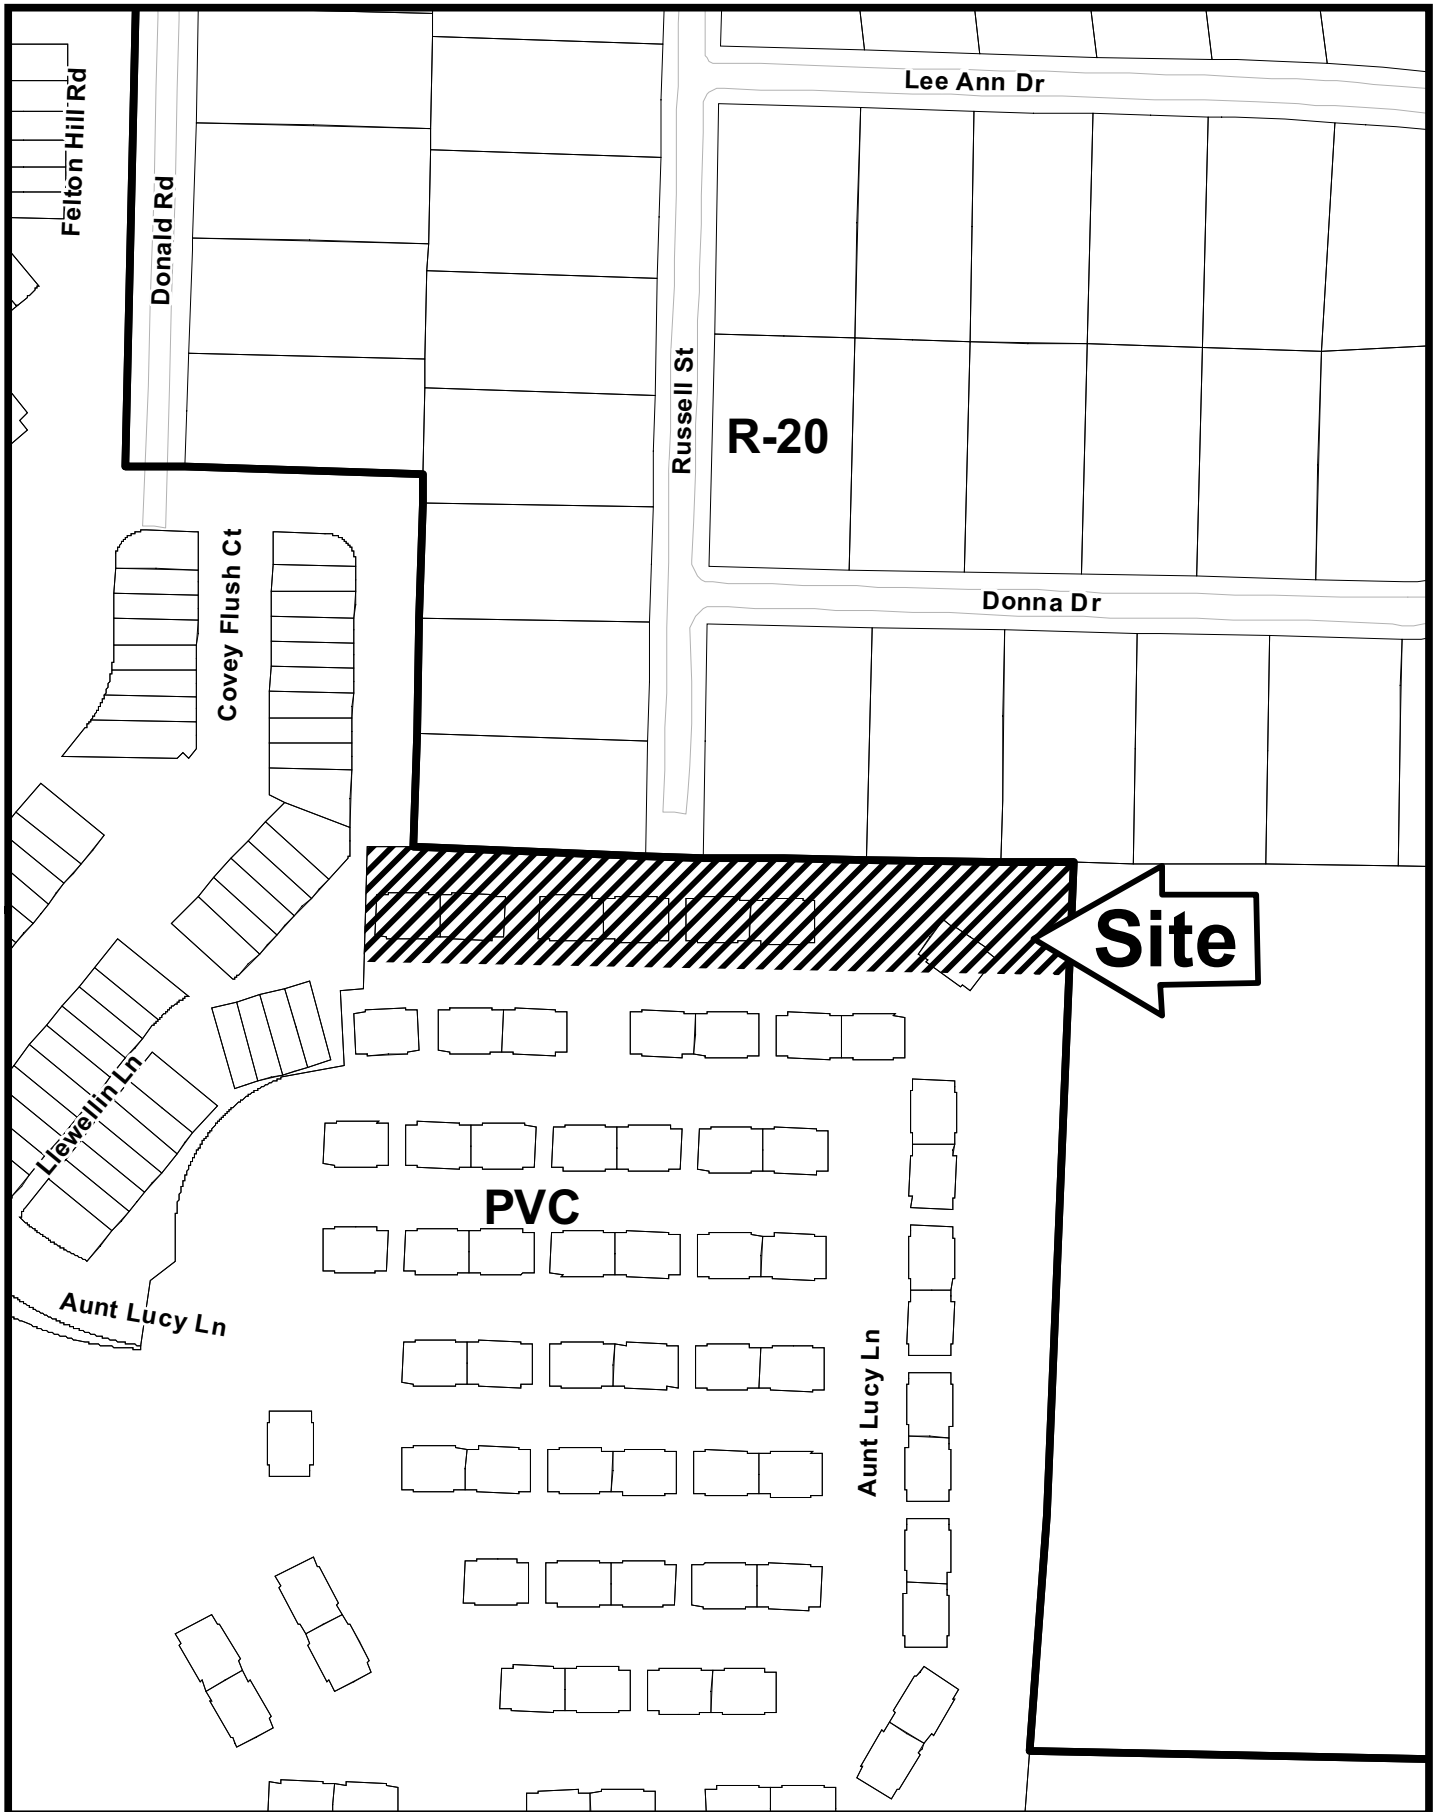 Lee Ann Dr
Felton Hill Rd
Donald Rd
Russell St
R-20
Covey Flush Ct
Donna Dr
Site
Llewellin Ln
PVC
Aunt Lucy Ln
Aunt Lucy Ln